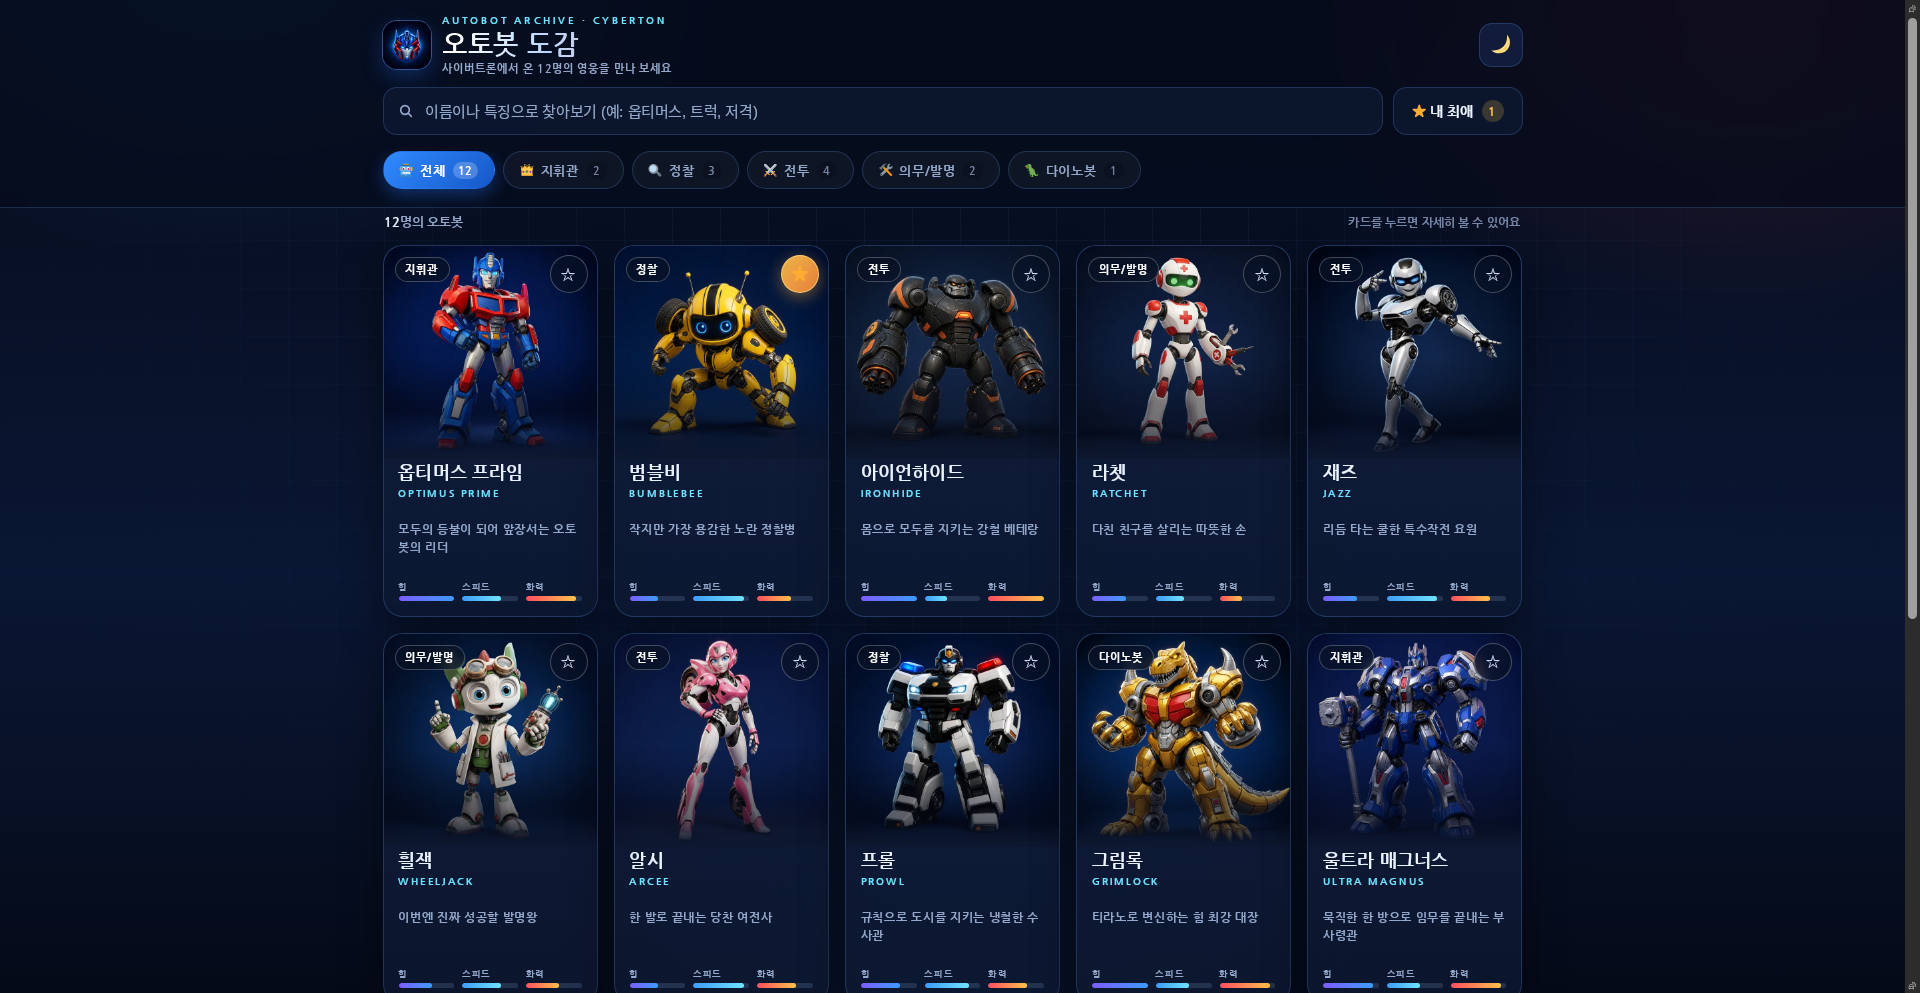 AUTOBOT ARCHIVE · CYBERTON
오토봇 도감
사이버트론에서 온 12명의 영웅을 만나 보세요
이름이나 특징으로 찾아보기 (예: 옵티머스, 트럭, 저격)
내 최애 1
전체 12
지휘관 2
정찰 3
전투 4
의무/발명 2
다이노봇 1
12명의 오토봇
카드를 누르면 자세히 볼 수 있어요
지휘관
옵티머스 프라임
OPTIMUS PRIME
모두의 등불이 되어 앞장서는 오토
봇의 리더
힘 스피드 화력
정찰
범블비
BUMBLEBEE
작지만 가장 용감한 노란 정찰병
힘 스피드 화력
전투
아이언하이드
IRONHIDE
몸으로 모두를 지키는 강철 베테랑
힘 스피드 화력
의무/발명
라쳇
RATCHET
다친 친구를 살리는 따뜻한 손
힘 스피드 화력
전투
재즈
JAZZ
리듬 타는 쿨한 특수작전 요원
힘 스피드 화력
의무/발명
휠잭
WHEELJACK
이번엔 진짜 성공할 발명왕
힘 스피드 화력
전투
알시
ARCEE
한 발로 끝내는 당찬 여전사
힘 스피드 화력
정찰
프롤
PROWL
규칙으로 도시를 지키는 냉철한 수
사관
힘 스피드 화력
다이노봇
그림록
GRIMLOCK
티라노로 변신하는 힘 최강 대장
힘 스피드 화력
지휘관
울트라 매그너스
ULTRA MAGNUS
묵직한 한 방으로 임무를 끝내는 부
사령관
힘 스피드 화력